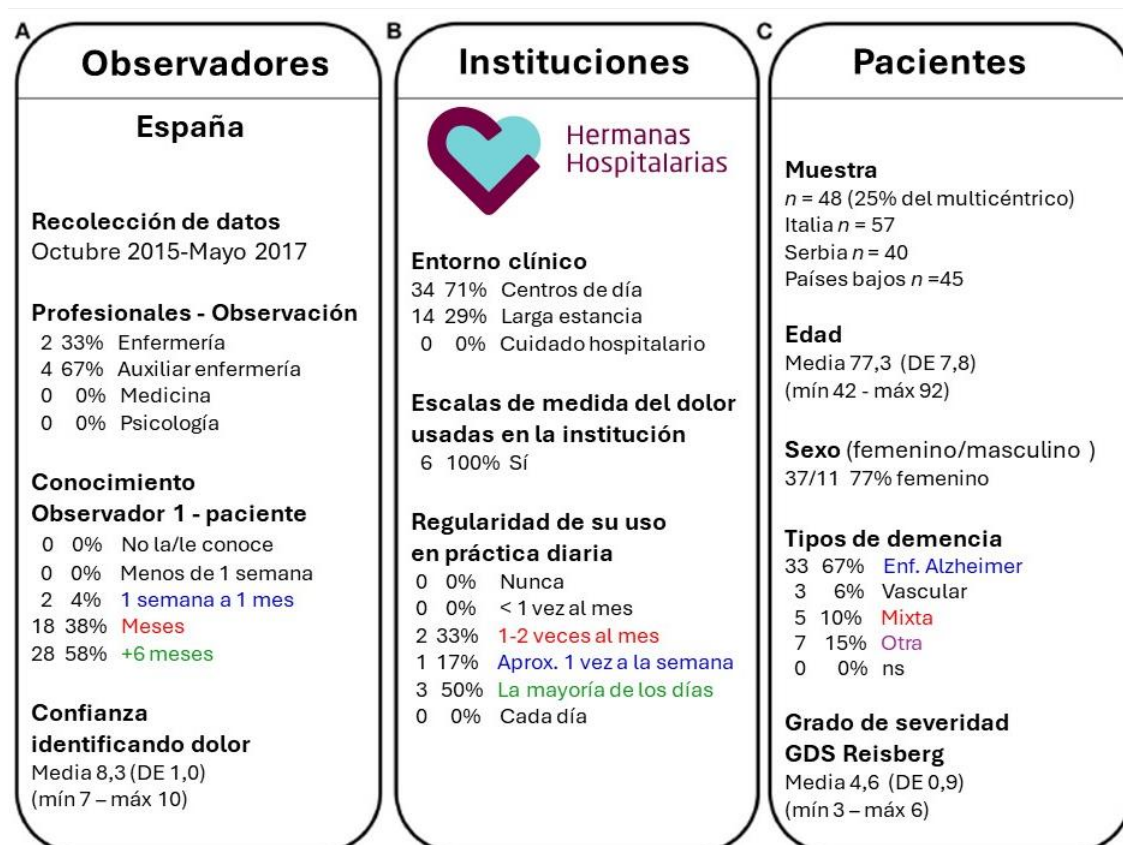 A
Observadores
España
Recolección de datos
Octubre 2015-Mayo 2017
Profesionales - Observación
2 33% Enfermería
4 67% Auxiliar enfermería
0 0% Medicina
0 0% Psicología
Conocimiento
Observador 1 - paciente
0 0% No la/le conoce
0 0% Menos de 1 semana
2 4% 1 semana a 1 mes
18 38% Meses
28 58% +6 meses
Confianza
identificando dolor
Media 8,3 (DE 1,0)
(mín 7 – máx 10)
B
Instituciones
Hermanas
Hospitalarias
Entorno clínico
34 71% Centros de día
14 29% Larga estancia
0 0% Cuidado hospitalario
Escalas de medida del dolor
usadas en la institución
6 100% Sí
Regularidad de su uso
en práctica diaria
0 0% Nunca
0 0% < 1 vez al mes
2 33% 1-2 veces al mes
1 17% Aprox. 1 vez a la semana
3 50% La mayoría de los días
0 0% Cada día
C
Pacientes
Muestra
n = 48 (25% del multicéntrico)
Italia n = 57
Serbia n = 40
Países bajos n =45
Edad
Media 77,3 (DE 7,8)
(mín 42 - máx 92)
Sexo (femenino/masculino )
37/11 77% femenino
Tipos de demencia
33 67% Enf. Alzheimer
3 6% Vascular
5 10% Mixta
7 15% Otra
0 0% ns
Grado de severidad
GDS Reisberg
Media 4,6 (DE 0,9)
(mín 3 – máx 6)